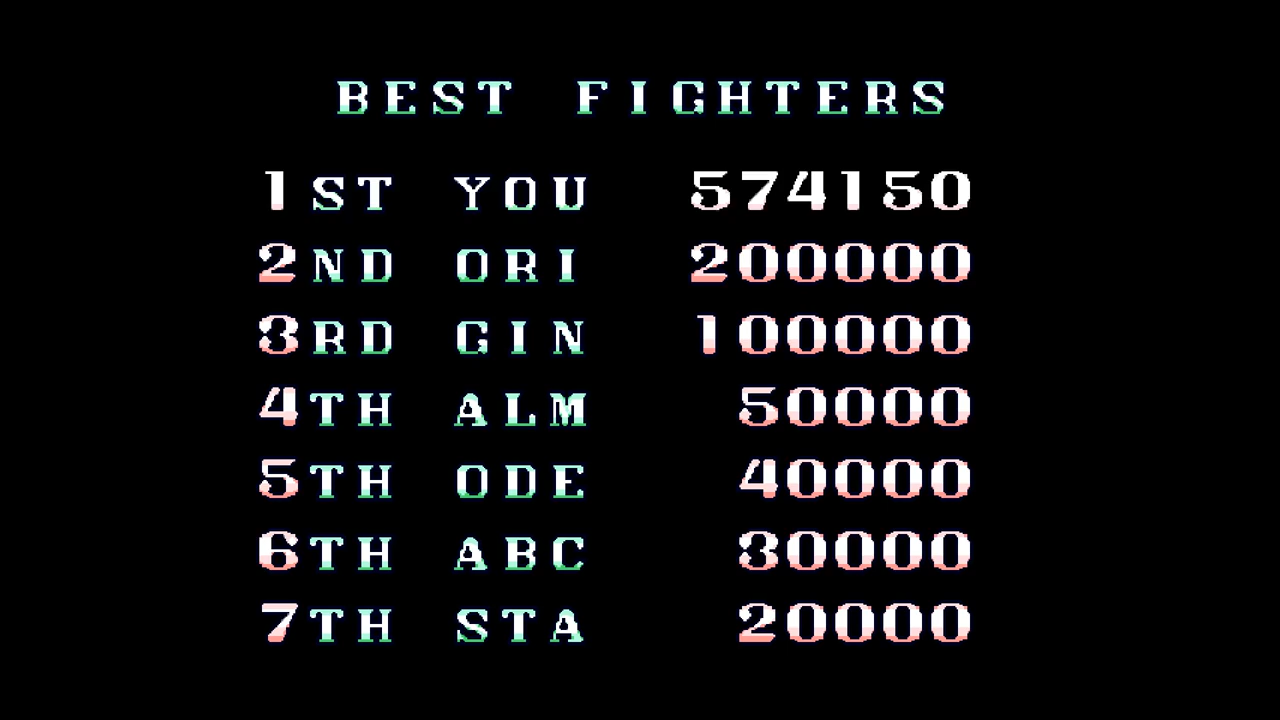 BEST FIGHTERS
1ST YOU 574150
2ND ORI 200000
3RD GIN 100000
4TH ALM 50000
5TH ODE 40000
6TH ABC 30000
7TH STA 20000